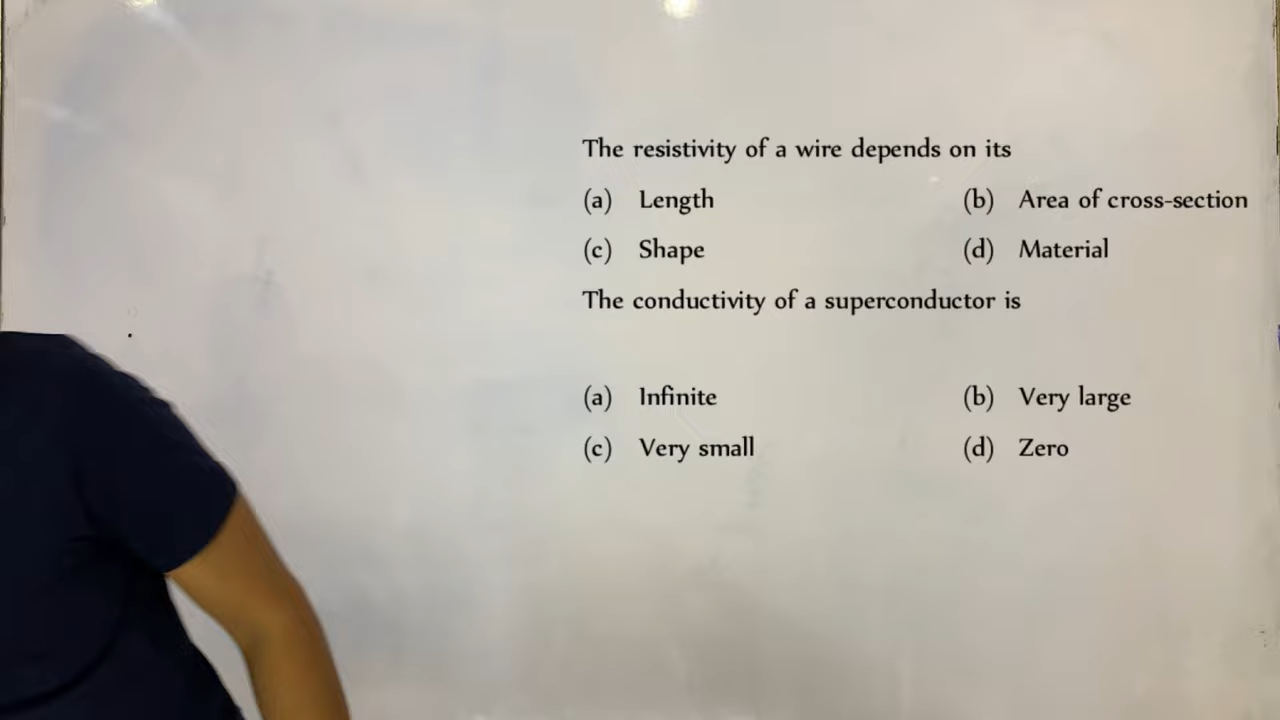 The resistivity of a wire depends on its
(a) Length (b) Area of cross-section
(c) Shape (d) Material
The conductivity of a superconductor is
(a) Infinite (b) Very large
(c) Very small (d) Zero